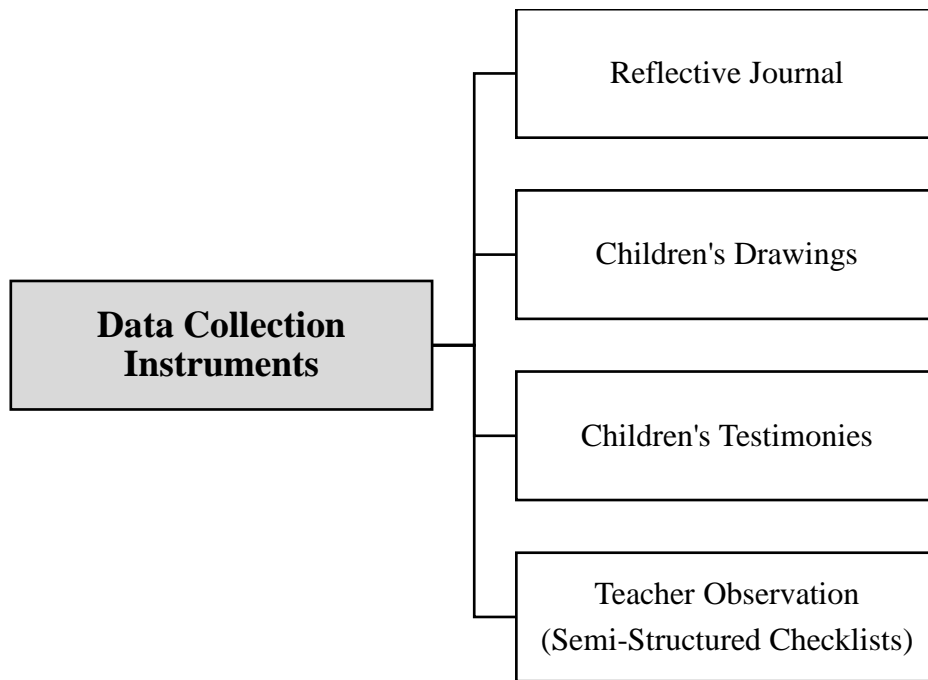 Reflective Journal
Children's Drawings
Data Collection
Instruments
Children's Testimonies
Teacher Observation
(Semi-Structured Checklists)